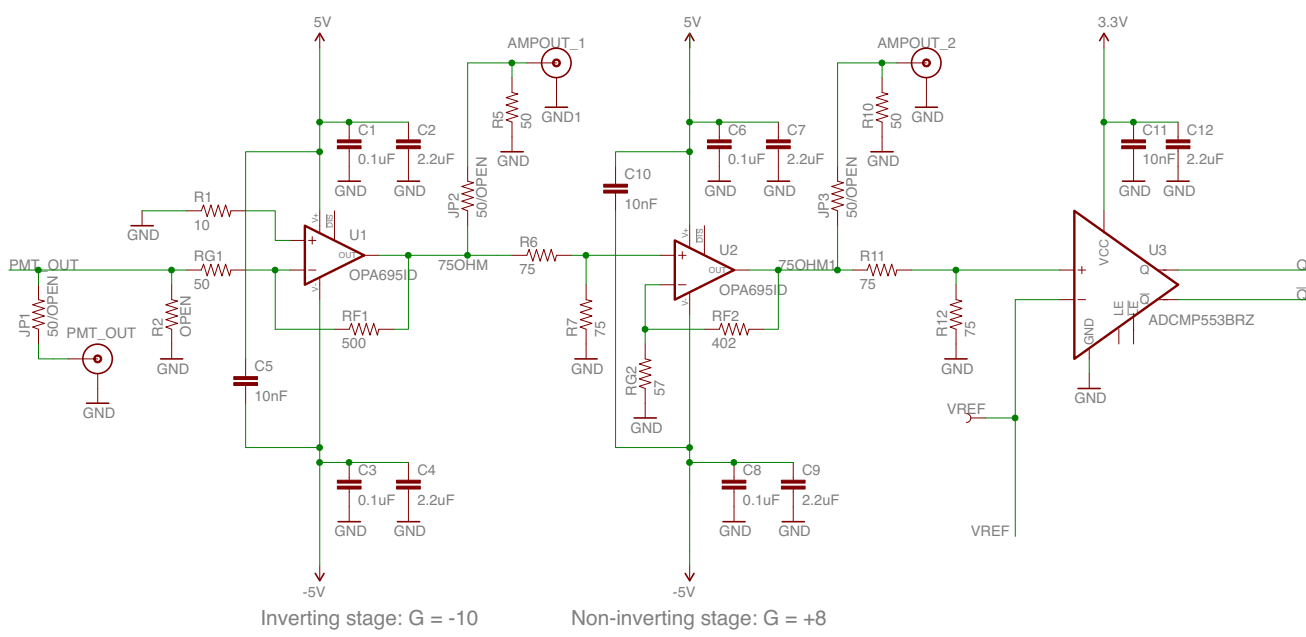 5V
5V
3.3V
AMPOUT_1
AMPOUT_2
R5
50
GND1
GND
R10
50
GND
GND
C1
0.1uF
GND
C2
2.2uF
GND
C6
0.1uF
GND
C7
2.2uF
GND
C11
10nF
GND
C12
2.2uF
GND
JP2
50/OPEN
C10
10nF
JP3
50/OPEN
R1
10
GND
V+
DIS
U1
+
-
OUT
OPA695ID
V-
PMT_OUT
RG1
50
JP1
50/OPEN
PMT_OUT
GND
R2
OPEN
GND
RF1
500
C5
10nF
75OHM
R6
75
R7
75
GND
V+
DIS
U2
+
-
OUT
OPA695ID
V-
RF2
402
RG2
57
GND
75OHM1
R11
75
R12
75
GND
U3
VCC
+
-
Q
Q!
GND
LE
LE
ADCMP553BRZ
GND
Q
Q!
VREF
VREF
C3
0.1uF
GND
C4
2.2uF
GND
C8
0.1uF
GND
C9
2.2uF
GND
-5V
-5V
Inverting stage: G = -10
Non-inverting stage: G = +8